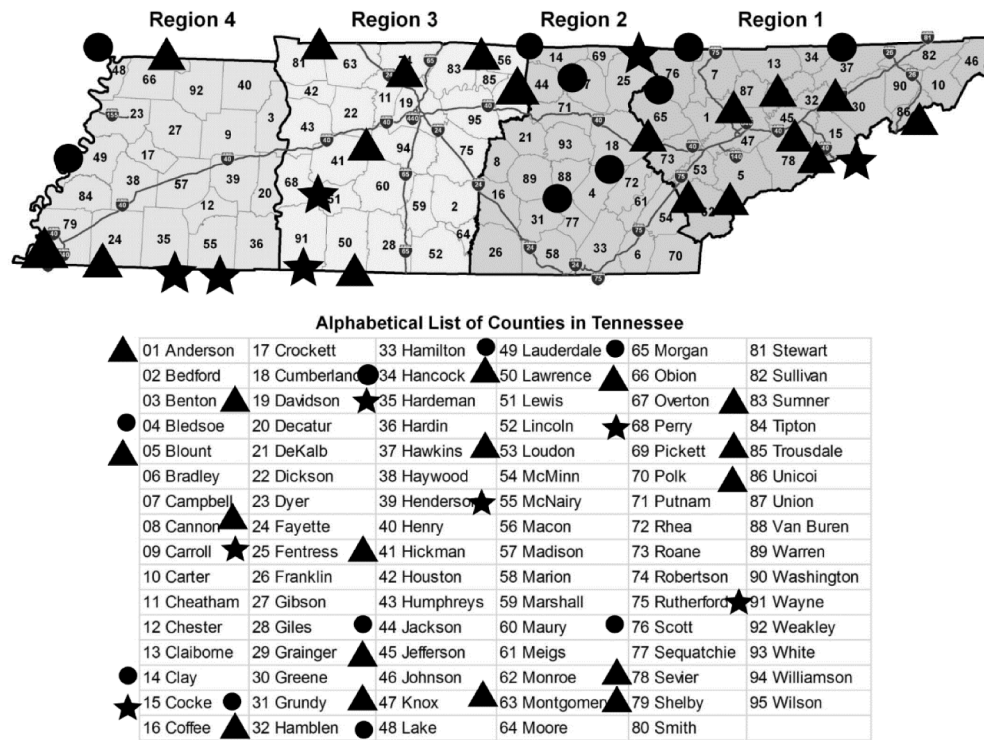 Region 4 Region 3 Region 2 Region 1
48 66 92 40 3 23 27 9 17 49 84 38 57 39 12 20 79 24 35 55 36
81 63 83 85 56 42 22 11 19 43 95 41 94 75 68 51 60 59 2 91 50 28 52 64
14 69 25 44 71 21 93 18 8 89 88 4 72 16 31 77 61 26 58 33 6 54 70
76 7 13 34 37 82 46 87 32 90 10 65 1 45 30 86 15 47 73 53 78 5
Alphabetical List of Counties in Tennessee
01 Anderson 17 Crockett 33 Hamilton 49 Lauderdale 65 Morgan 81 Stewart
02 Bedford 18 Cumberland 34 Hancock 50 Lawrence 66 Obion 82 Sullivan
03 Benton 19 Davidson 35 Hardeman 51 Lewis 67 Overton 83 Sumner
04 Bledsoe 20 Decatur 36 Hardin 52 Lincoln 68 Perry 84 Tipton
05 Blount 21 DeKalb 37 Hawkins 53 Loudon 69 Pickett 85 Trousdale
06 Bradley 22 Dickson 38 Haywood 54 McMinn 70 Polk 86 Unicoi
07 Campbell 23 Dyer 39 Henderson 55 McNairy 71 Putnam 87 Union
08 Cannon 24 Fayette 40 Henry 56 Macon 72 Rhea 88 Van Buren
09 Carroll 25 Fentress 41 Hickman 57 Madison 73 Roane 89 Warren
10 Carter 26 Franklin 42 Houston 58 Marion 74 Robertson 90 Washington
11 Cheatham 27 Gibson 43 Humphreys 59 Marshall 75 Rutherford 91 Wayne
12 Chester 28 Giles 44 Jackson 60 Maury 76 Scott 92 Weakley
13 Claiborne 29 Grainger 45 Jefferson 61 Meigs 77 Sequatchie 93 White
14 Clay 30 Greene 46 Johnson 62 Monroe 78 Sevier 94 Williamson
15 Cocke 31 Grundy 47 Knox 63 Montgomery 79 Shelby 95 Wilson
16 Coffee 32 Hamblen 48 Lake 64 Moore 80 Smith